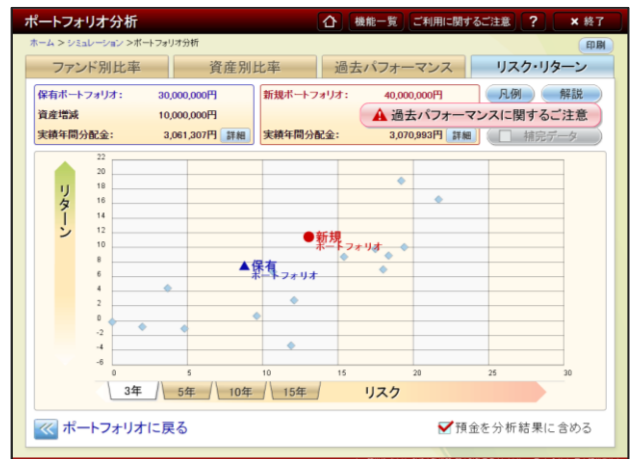 ポートフォリオ分析
機能一覧 ご利用に関するご注意 ? ×終了
ホーム > シミュレーション >ポートフォリオ分析
印刷
ファンド別比率 資産別比率 過去パフォーマンス リスク・リターン
保有ポートフォリオ: 30,000,000円 新規ポートフォリオ: 40,000,000円 凡例 解説
資産増減 10,000,000円 過去パフォーマンスに関するご注意
実績年間分配金: 3,061,307円 詳細 実績年間分配金: 3,070,993円 詳細 補完データ
リターン
22
20
18
16
14
12
10
8
6
4
2
0
-2
-4
-6
新規
ポートフォリオ
保有
ポートフォリオ
0 5 10 15 20 25 30
3年 5年 10年 15年 リスク
ポートフォリオに戻る 預金を分析結果に含める